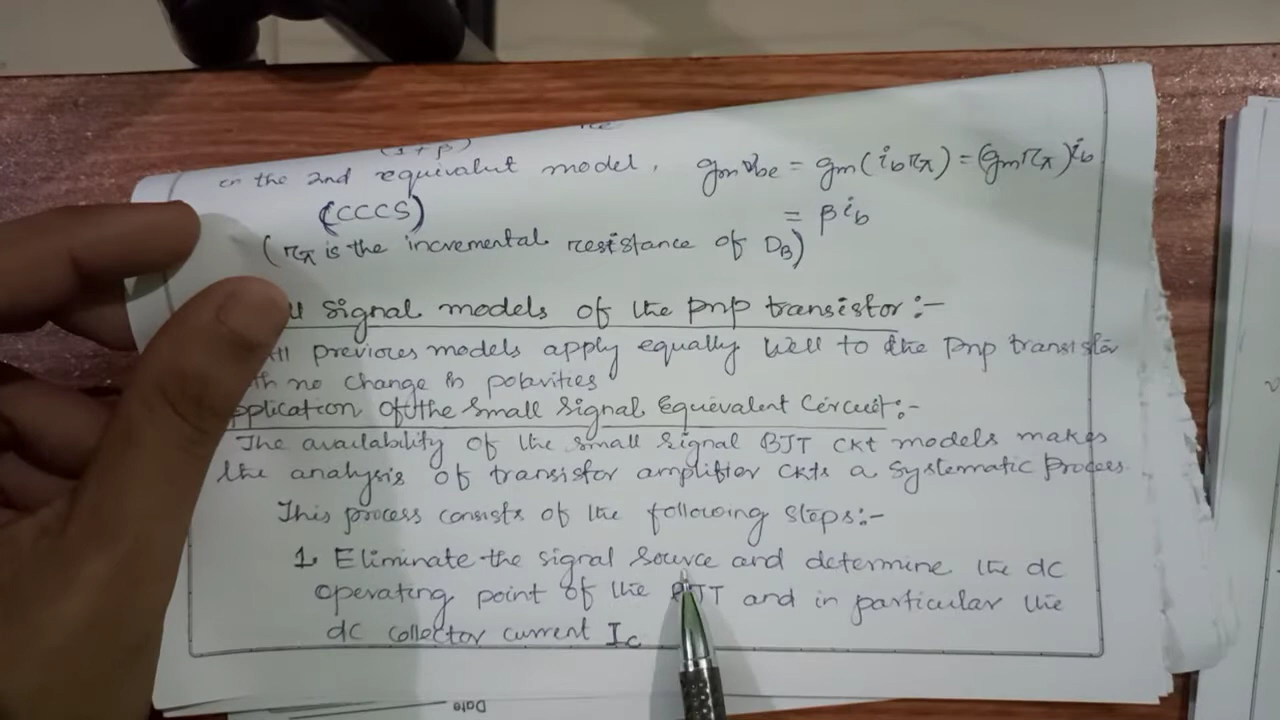 (1+β)
in the 2nd equivalent model, gm vbe = gm(ib rπ) = (gm rπ)ib
(CCCS) = β ib
(rπ is the incremental resistance of DB)
Signal models of the pnp transistor:-
previous models apply equally well to the pnp transistor
no change in polarities
pplication of the Small Signal Equivalent Circuit:-
The availability of the small signal BJT ckt models makes
the analysis of transistor amplifier ckts a Systematic Process
This process consists of the following steps:-
1. Eliminate the signal source and determine the dc
operating point of the BJT and in particular the
dc collector current Ic
Date